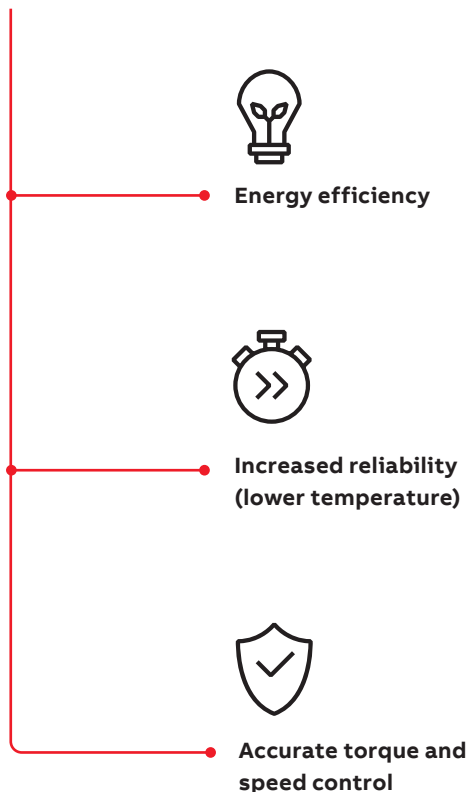 Energy efficiency
Increased reliability
(lower temperature)
Accurate torque and
speed control